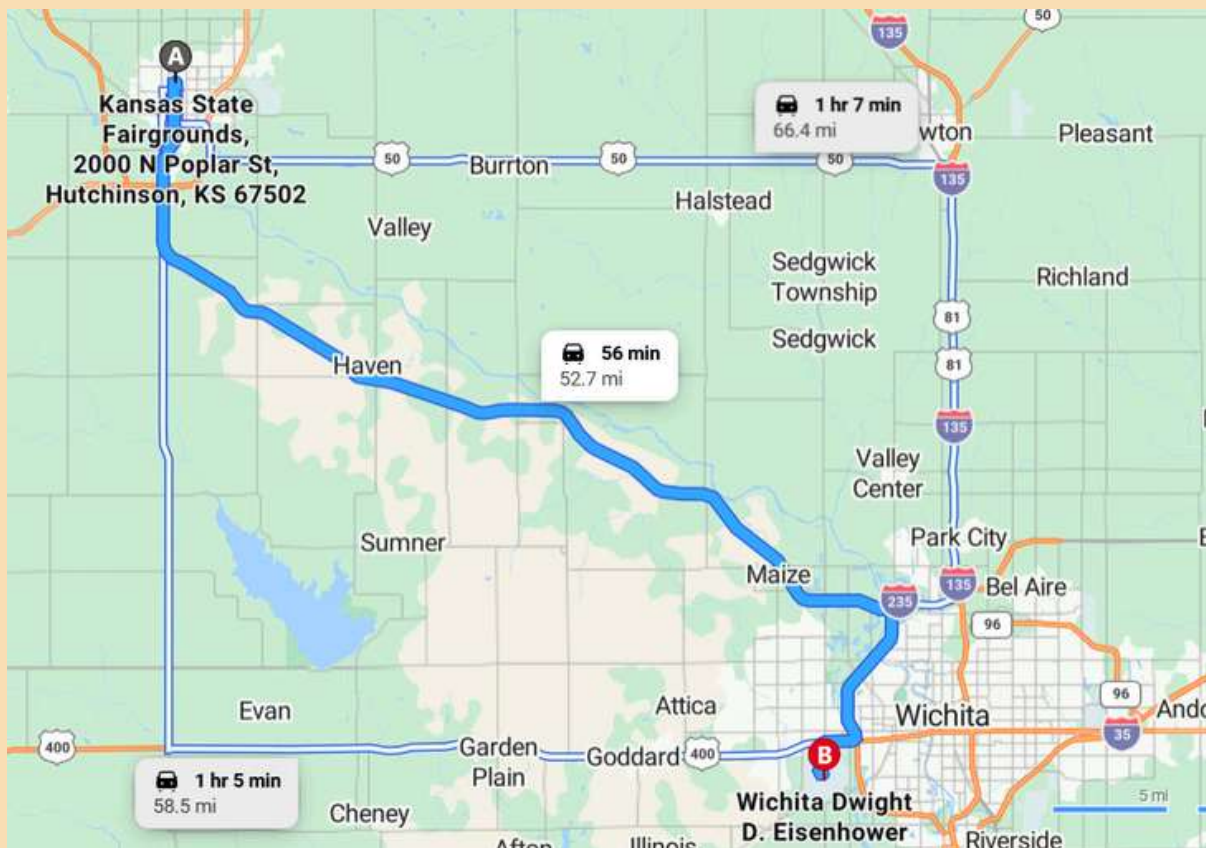 50
135
A
Kansas State
Fairgrounds,
2000 N Poplar St,
Hutchinson, KS 67502
1 hr 7 min
66.4 mi
wton
Pleasant
50
50
50
Burrton
135
Halstead
Valley
Sedgwick
Township
Richland
81
Sedgwick
81
56 min
52.7 mi
Haven
135
Valley
Center
Park City
Sumner
Maize
135
Bel Aire
235
96
96
Evan
Attica
Wichita
Ando
35
400
Garden
Plain
Goddard
400
B
1 hr 5 min
58.5 mi
Cheney
Wichita Dwight
D. Eisenhower
5 mi
Afton
Illinois
Riverside